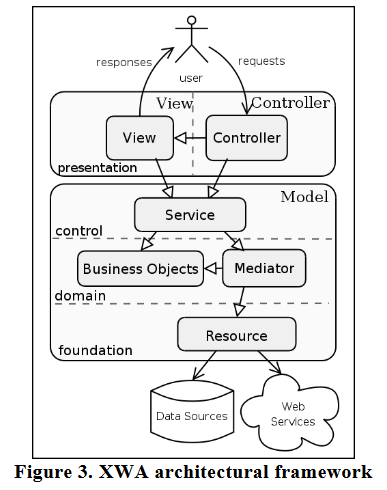 responses
requests
user
View
Controller
View
Controller
presentation
Model
Service
control
Business Objects
Mediator
domain
Resource
foundation
Data Sources
Web
Services
Figure 3. XWA architectural framework